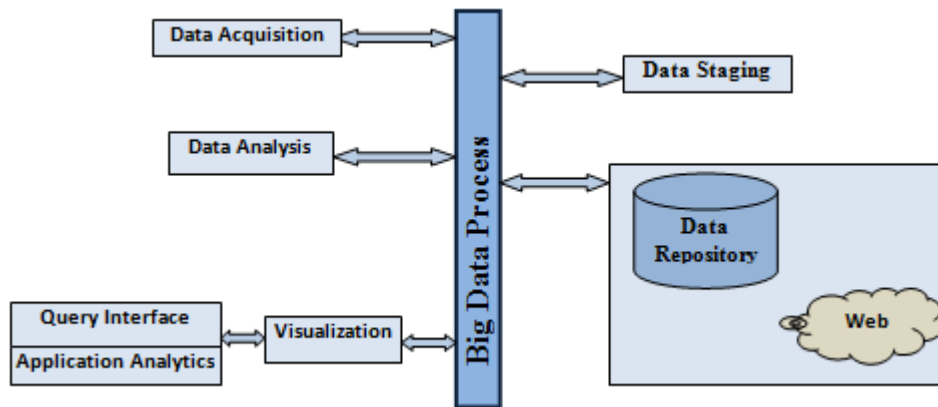 Data Acquisition
Data Staging
Data Analysis
Big Data Process
Data
Repository
Web
Query Interface
Application Analytics
Visualization